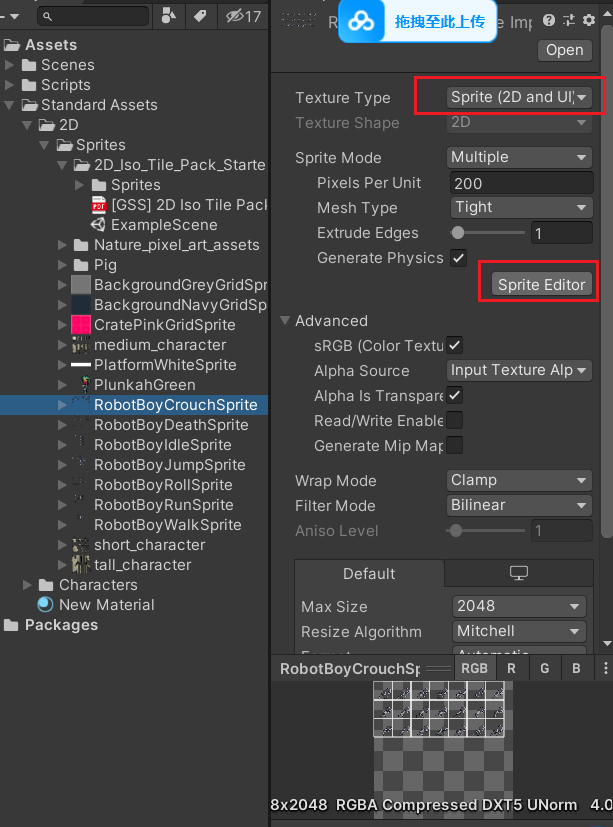 17
Assets
Scenes
Scripts
Standard Assets
2D
Sprites
2D_Iso_Tile_Pack_Starte
Sprites
PDF
[GSS] 2D Iso Tile Pack
ExampleScene
Nature_pixel_art_assets
Pig
BackgroundGreyGridSpr
BackgroundNavyGridSp
CratePinkGridSprite
medium_character
PlatformWhiteSprite
PlunkahGreen
RobotBoyCrouchSprite
RobotBoyDeathSprite
RobotBoyIdleSprite
RobotBoyJumpSprite
RobotBoyRollSprite
RobotBoyRunSprite
RobotBoyWalkSprite
short_character
tall_character
Characters
New Material
Packages
拖拽至此上传
e Imp
Open
Texture Type Sprite (2D and UI)
Texture Shape 2D
Sprite Mode Multiple
Pixels Per Unit 200
Mesh Type Tight
Extrude Edges 1
Generate Physics
Sprite Editor
Advanced
sRGB (Color Textu
Alpha Source Input Texture Alp
Alpha Is Transpare
Read/Write Enable
Generate Mip Map
Wrap Mode Clamp
Filter Mode Bilinear
Aniso Level 1
Default
Max Size 2048
Resize Algorithm Mitchell
Automatic
RobotBoyCrouchSp RGB R G B
8x2048 RGBA Compressed DXT5 UNorm 4.0